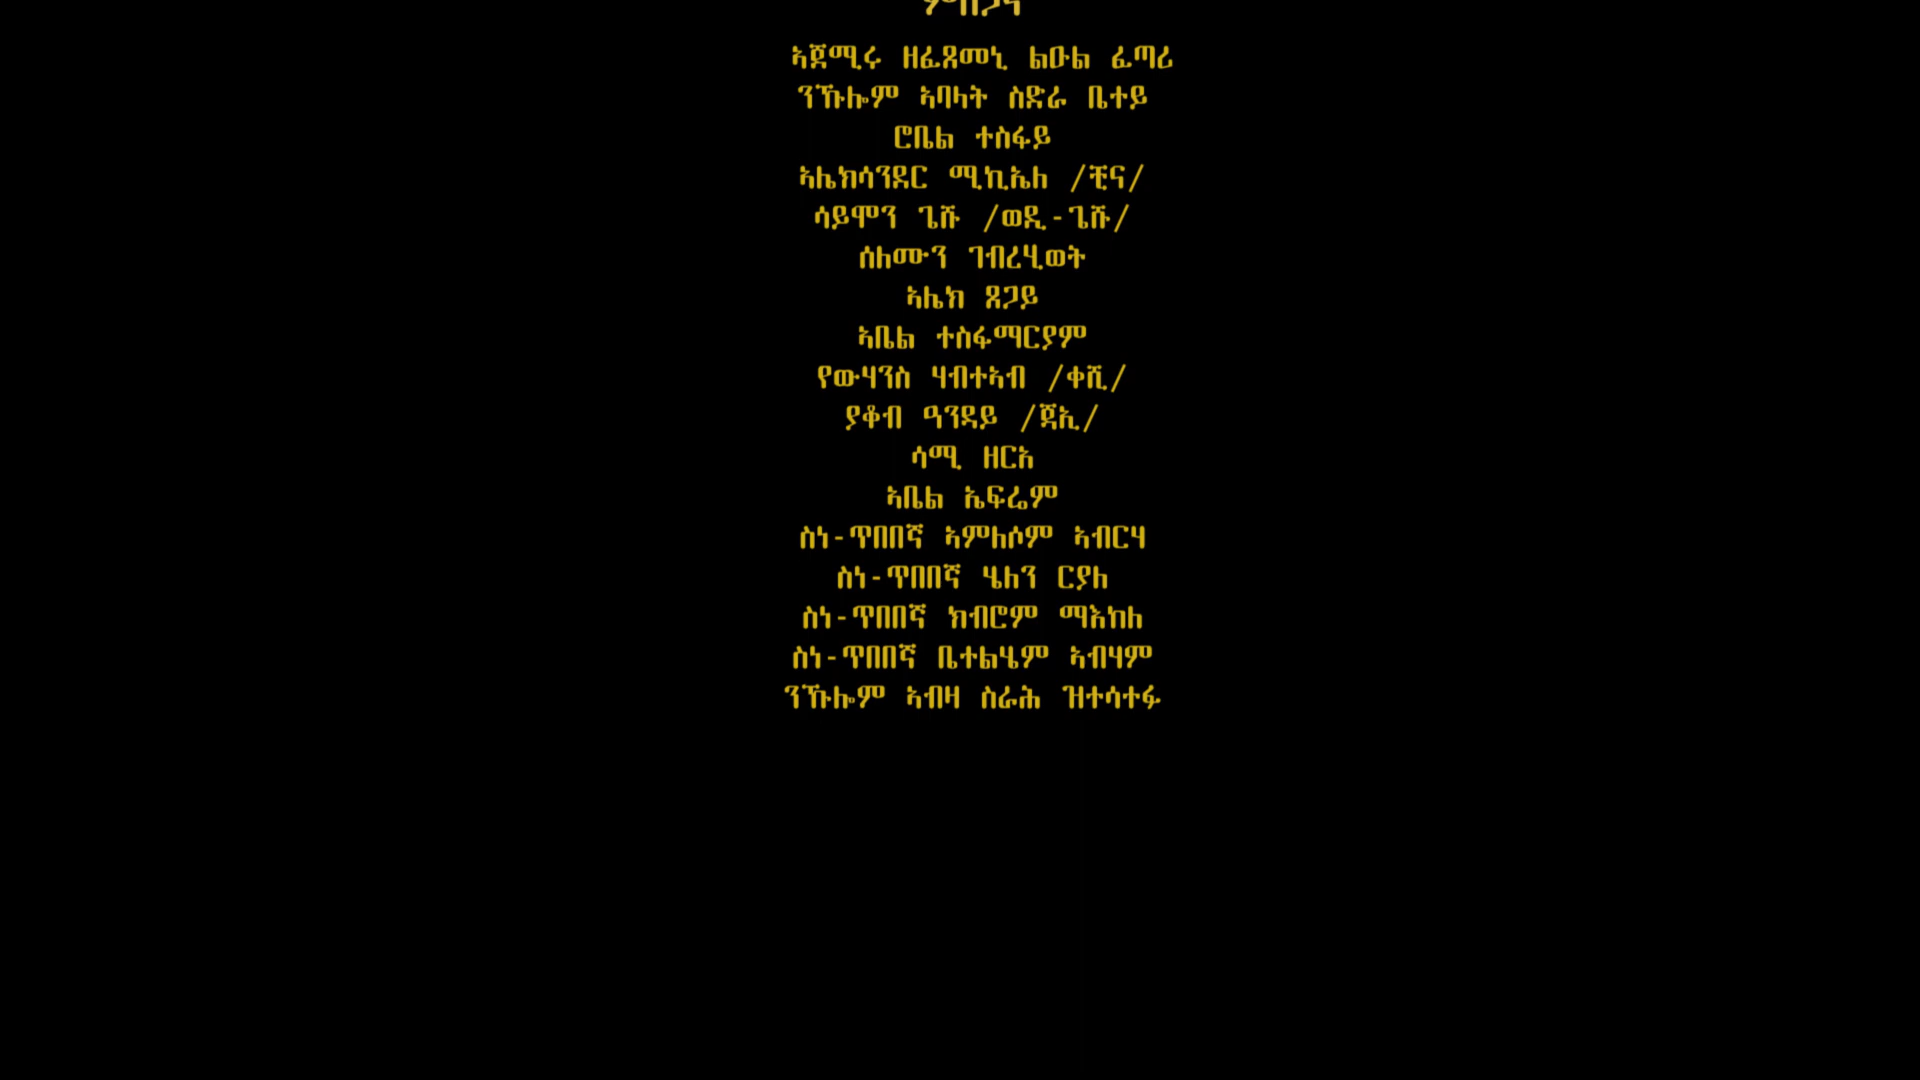 ምስጋና
ኣጀሚሩ ዘፈጸመኒ ልዑል ፈጣሪ
ንኹሎም ኣባላት ስድራ ቤተይ
ሮቤል ተስፋይ
ኣሌክሳንደር ሚኪኤለ /ቺና/
ሳይሞን ጌሹ /ወዲ-ጌሹ/
ሰለሙን ገብረሂወት
ኣሌክ ጸጋይ
ኣቤል ተስፋማርያም
የውሃንስ ሃብተኣብ /ቀሺ/
ያቆብ ዓንዳይ /ጃኢ/
ሳሚ ዘርአ
ኣቤል ኤፍሬም
ስነ-ጥበበኛ ኣምለሶም ኣብርሃ
ስነ-ጥበበኛ ሄለን ርያለ
ስነ-ጥበበኛ ክብሮም ማእከለ
ስነ-ጥበበኛ ቤተልሄም ኣብሃም
ንኹሎም ኣብዛ ስራሕ ዝተሳተፉ